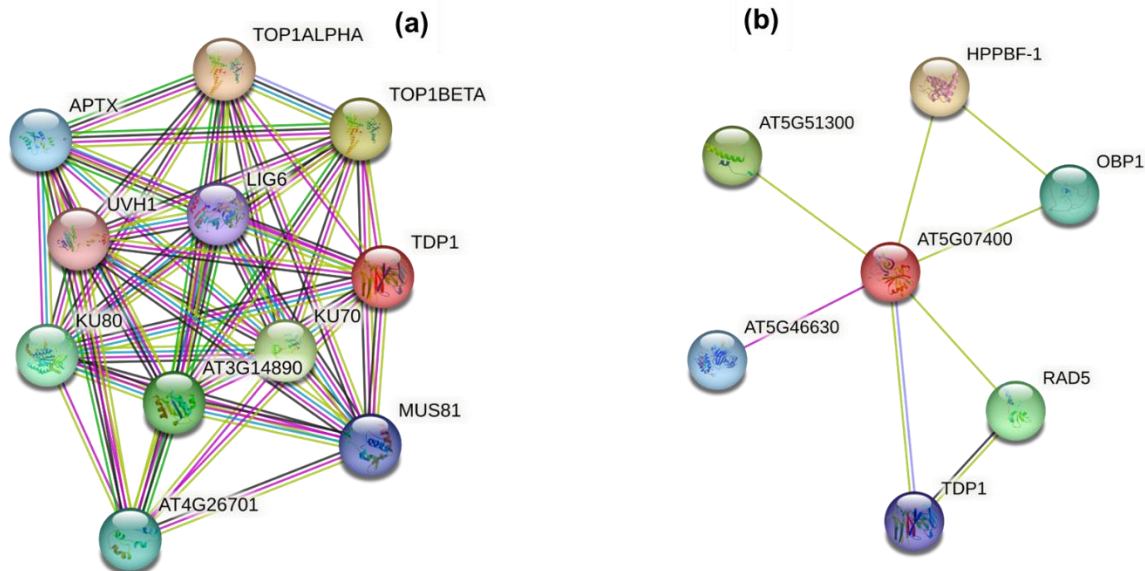 (a)
TOP1ALPHA
TOP1BETA
APTX
LIG6
UVH1
TDP1
KU80
KU70
AT3G14890
MUS81
AT4G26701
(b)
HPPBF-1
AT5G51300
OBP1
AT5G07400
AT5G46630
RAD5
TDP1